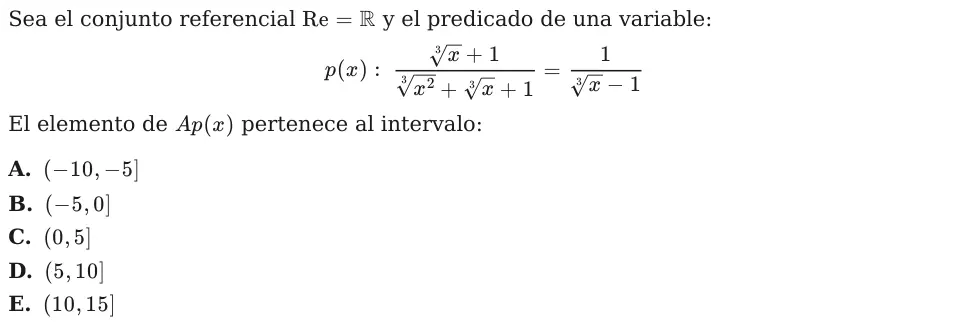 Sea el conjunto referencial Re = ℝ y el predicado de una variable:
p(x) : (∛x + 1)/(∛x² + ∛x + 1) = 1/(∛x − 1)
El elemento de Ap(x) pertenece al intervalo:
A. (−10, −5]
B. (−5, 0]
C. (0, 5]
D. (5, 10]
E. (10, 15]